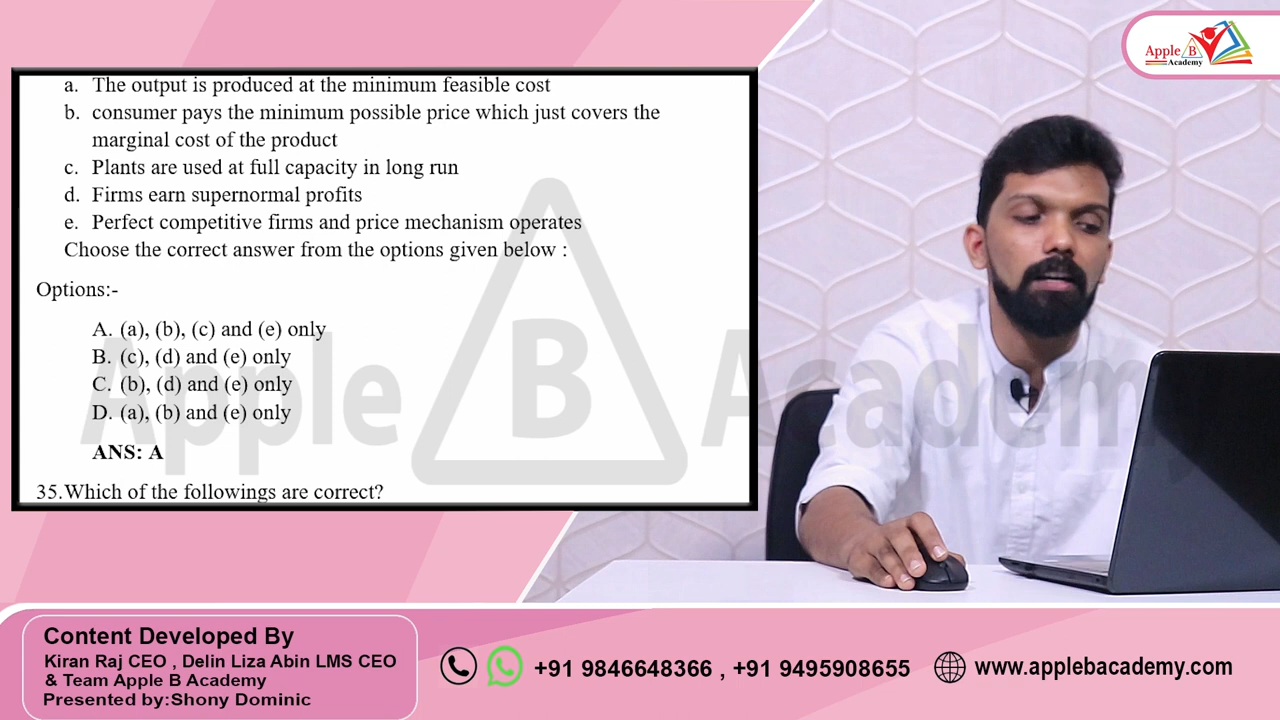 Apple B
Academy
a. The output is produced at the minimum feasible cost
b. consumer pays the minimum possible price which just covers the
marginal cost of the product
c. Plants are used at full capacity in long run
d. Firms earn supernormal profits
e. Perfect competitive firms and price mechanism operates
Choose the correct answer from the options given below :
Options:-
A. (a), (b), (c) and (e) only
B. (c), (d) and (e) only
C. (b), (d) and (e) only
D. (a), (b) and (e) only
ANS: A
35.Which of the followings are correct?
Apple B Academy
Content Developed By
Kiran Raj CEO , Delin Liza Abin LMS CEO
& Team Apple B Academy
Presented by:Shony Dominic
+91 9846648366 , +91 9495908655
www.applebacademy.com